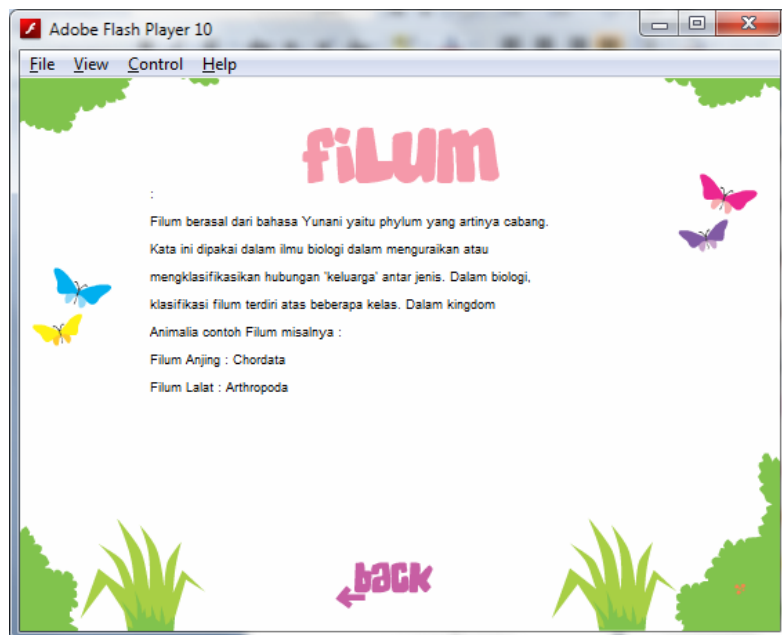 Adobe Flash Player 10
File View Control Help
fiLUM
:
Filum berasal dari bahasa Yunani yaitu phylum yang artinya cabang.
Kata ini dipakai dalam ilmu biologi dalam menguraikan atau
mengklasifikasikan hubungan 'keluarga' antar jenis. Dalam biologi,
klasifikasi filum terdiri atas beberapa kelas. Dalam kingdom
Animalia contoh Filum misalnya :
Filum Anjing : Chordata
Filum Lalat : Arthropoda
back